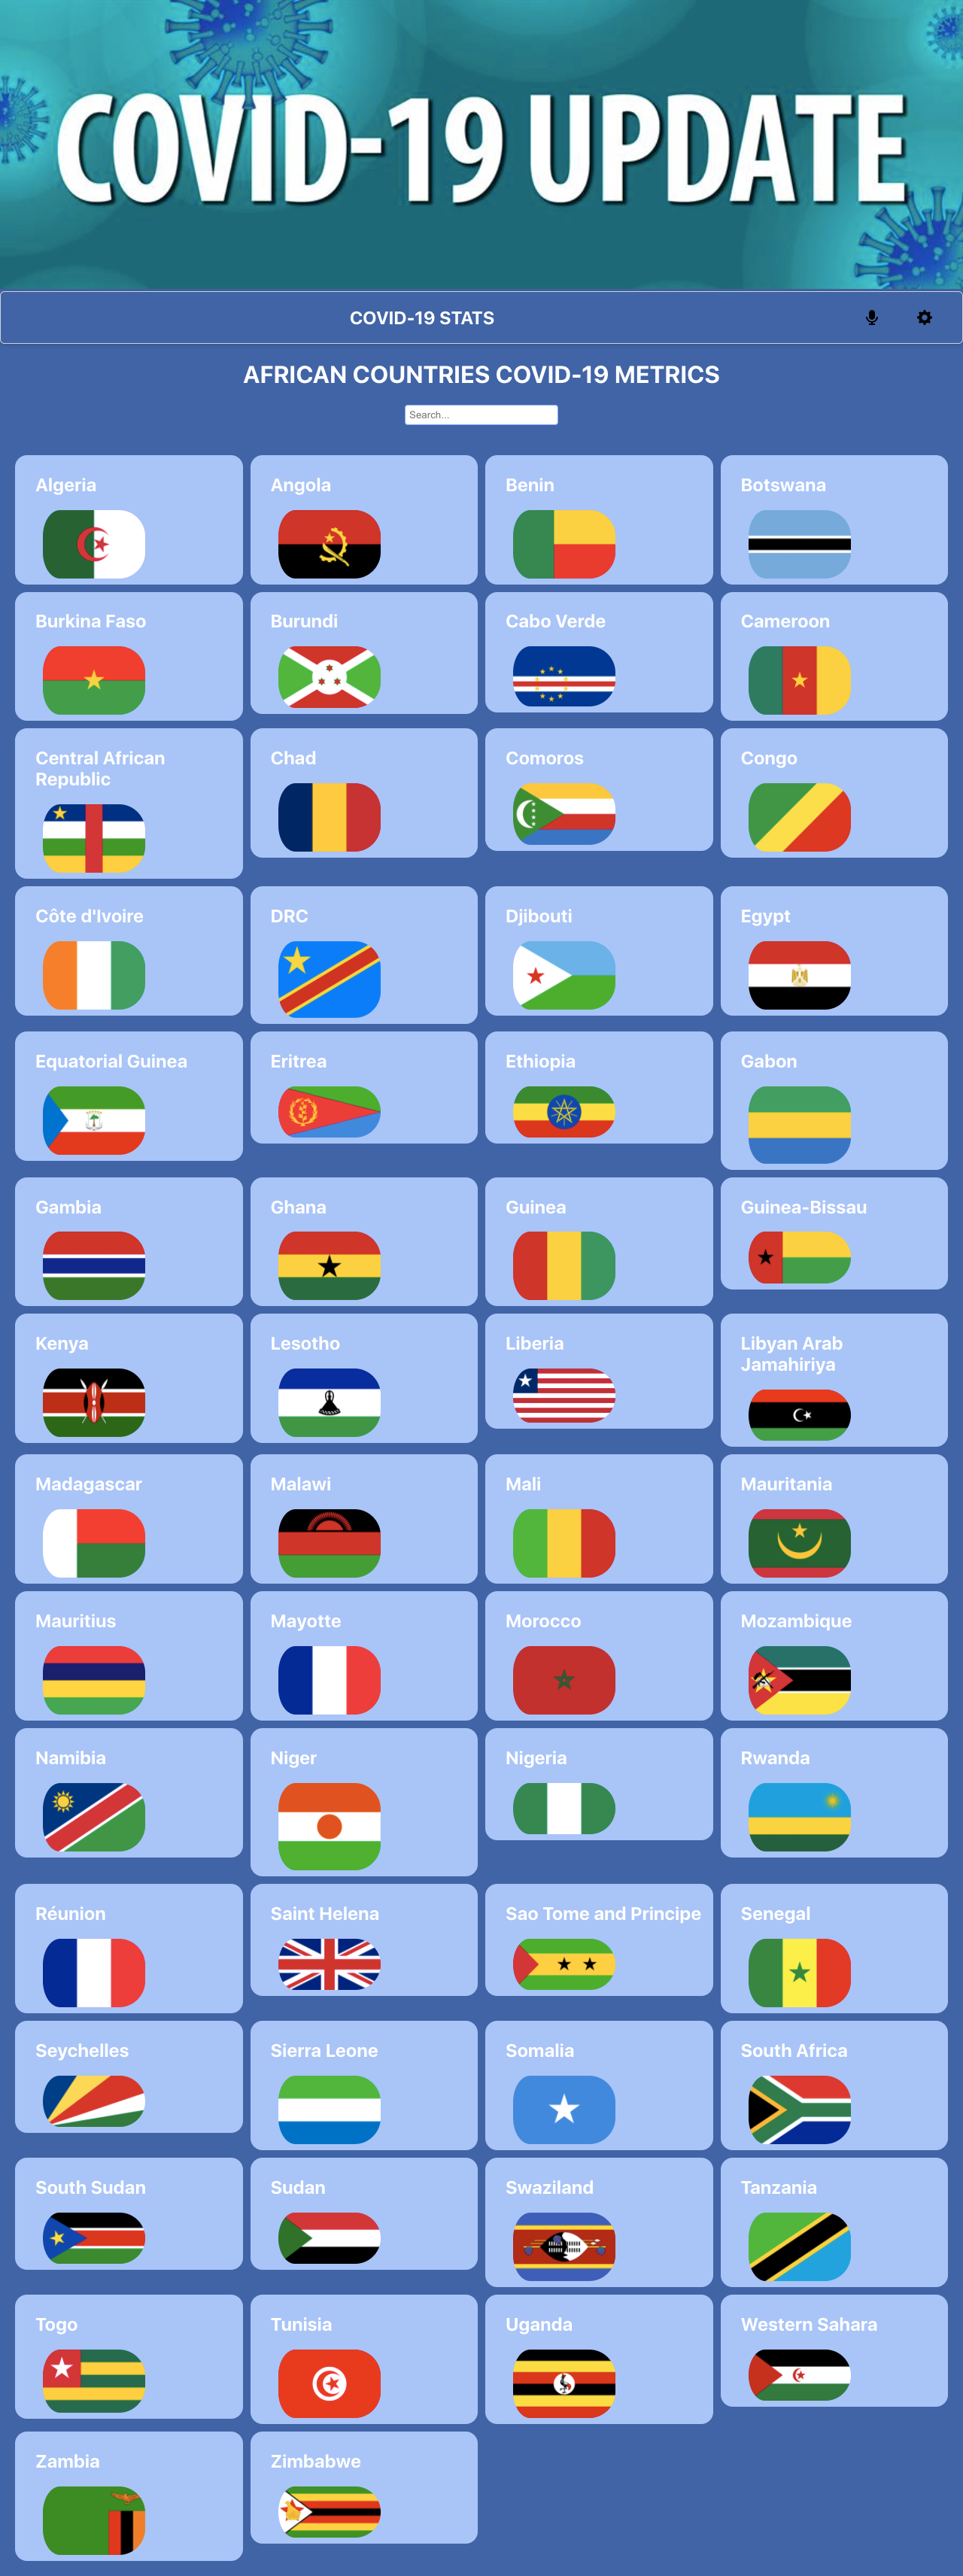 COVID-19 UPDATE
COVID-19 STATS
AFRICAN COUNTRIES COVID-19 METRICS
Search...
Algeria
Angola
Benin
Botswana
Burkina Faso
Burundi
Cabo Verde
Cameroon
Central African
Republic
Chad
Comoros
Congo
Côte d'Ivoire
DRC
Djibouti
Egypt
Equatorial Guinea
Eritrea
Ethiopia
Gabon
Gambia
Ghana
Guinea
Guinea-Bissau
Kenya
Lesotho
Liberia
Libyan Arab
Jamahiriya
Madagascar
Malawi
Mali
Mauritania
Mauritius
Mayotte
Morocco
Mozambique
Namibia
Niger
Nigeria
Rwanda
Réunion
Saint Helena
Sao Tome and Principe
Senegal
Seychelles
Sierra Leone
Somalia
South Africa
South Sudan
Sudan
Swaziland
Tanzania
Togo
Tunisia
Uganda
Western Sahara
Zambia
Zimbabwe